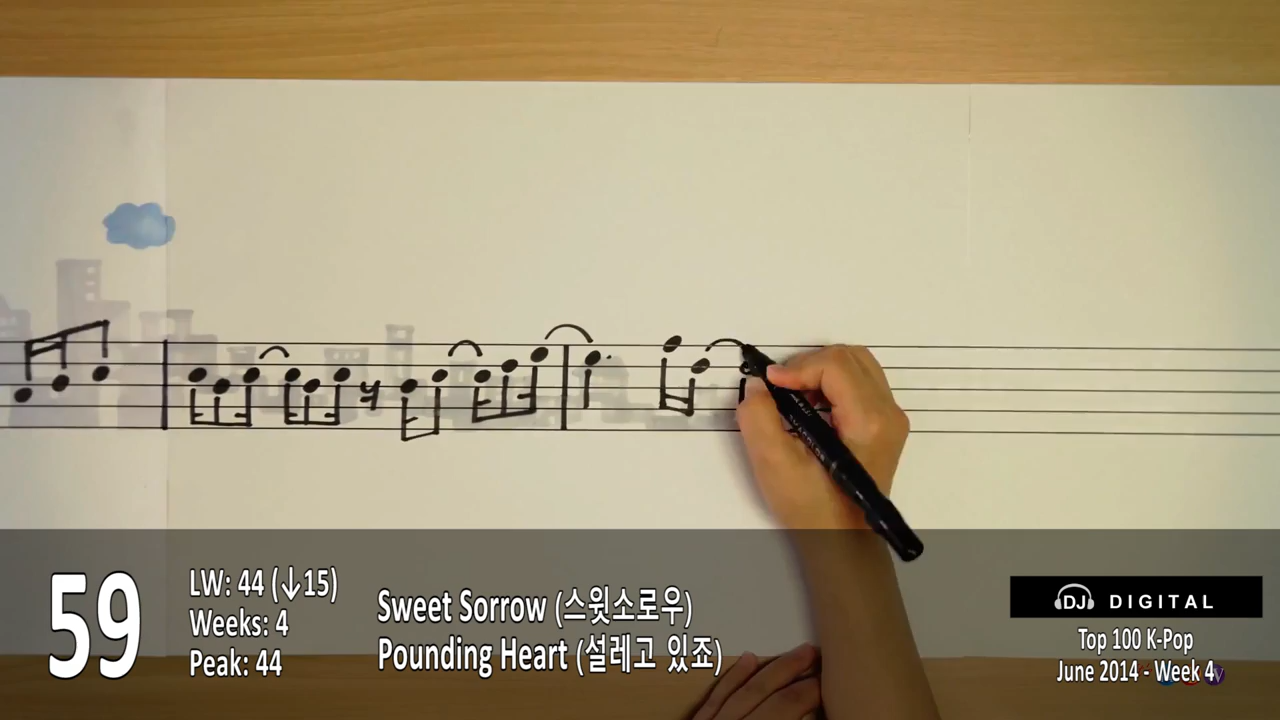 59
LW: 44 (↓15)
Weeks: 4
Peak: 44
Sweet Sorrow (스윗소로우)
Pounding Heart (설레고 있죠)
DJ DIGITAL
Top 100 K-Pop
June 2014 - Week 4